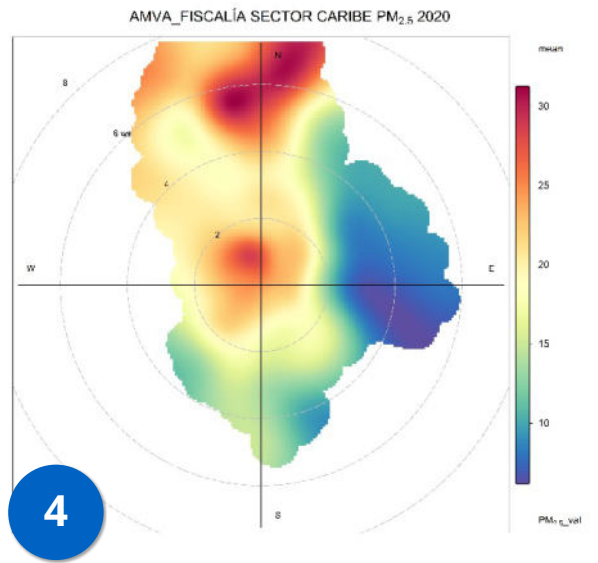 AMVA_FISCALÍA SECTOR CARIBE PM2.5 2020
mean
N
8
30
6 ws
4
25
2
W
E
20
15
10
S
4
PM2.5_val